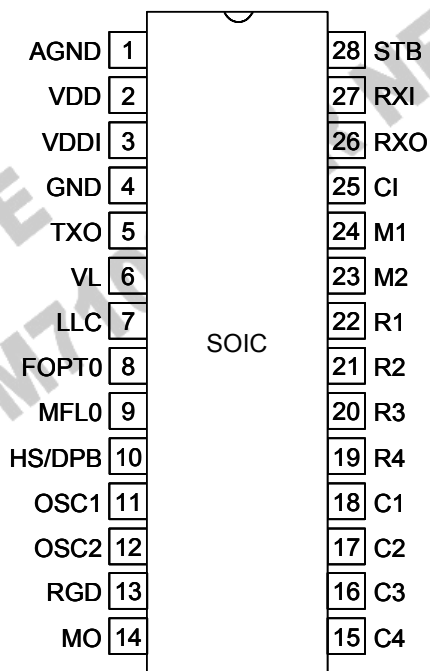 AGND 1 28 STB
VDD 2 27 RXI
VDDI 3 26 RXO
GND 4 25 CI
TXO 5 24 M1
VL 6 23 M2
LLC 7 22 R1
SOIC
FOPT0 8 21 R2
MFL0 9 20 R3
HS/DPB 10 19 R4
OSC1 11 18 C1
OSC2 12 17 C2
RGD 13 16 C3
MO 14 15 C4